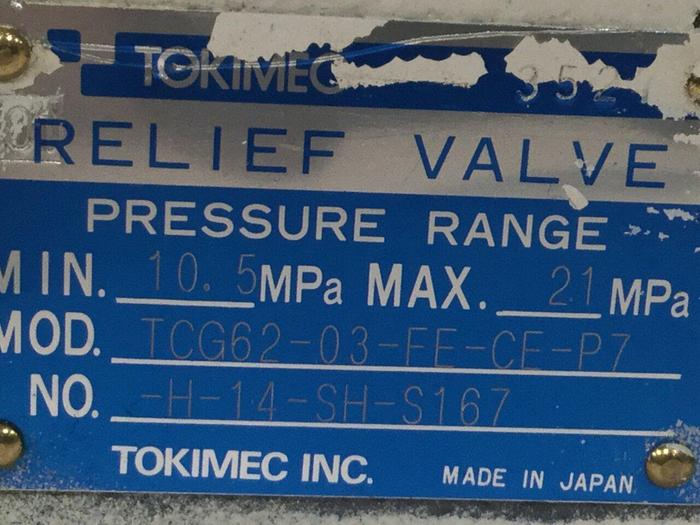 TOKIMEC 352
RELIEF VALVE
PRESSURE RANGE
MIN. 10.5 MPa MAX. 21 MPa
MOD. TCG62-03-FE-CE-P7
NO. -H-14-SH-S167
TOKIMEC INC. MADE IN JAPAN